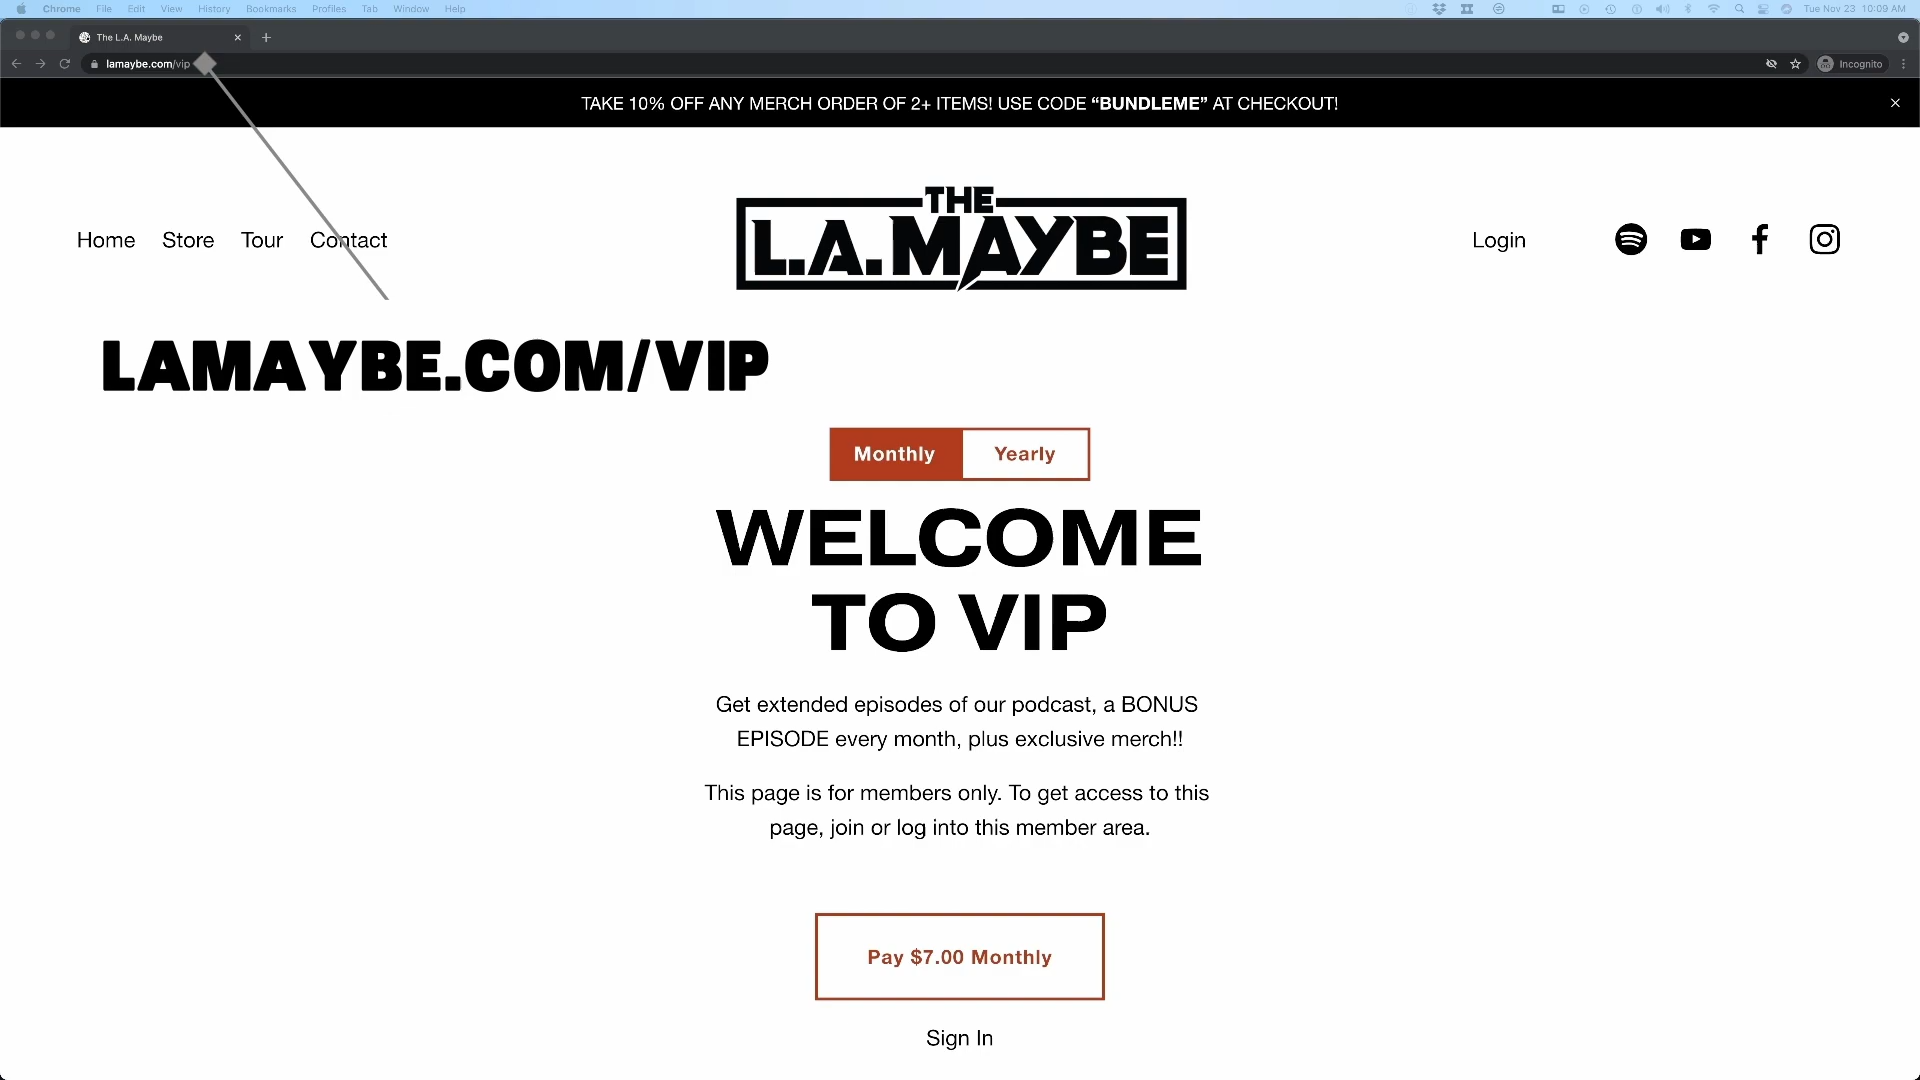 Chrome File Edit View History Bookmarks Profiles Tab Window Help Tue Nov 23 10:09 AM
The L.A. Maybe
lamaybe.com/vip Incognito
TAKE 10% OFF ANY MERCH ORDER OF 2+ ITEMS! USE CODE “BUNDLEME” AT CHECKOUT!
Home Store Tour Contact
THE
L.A. MAYBE
Login
LAMAYBE.COM/VIP
Monthly Yearly
WELCOME
TO VIP
Get extended episodes of our podcast, a BONUS
EPISODE every month, plus exclusive merch!!
This page is for members only. To get access to this
page, join or log into this member area.
Pay $7.00 Monthly
Sign In